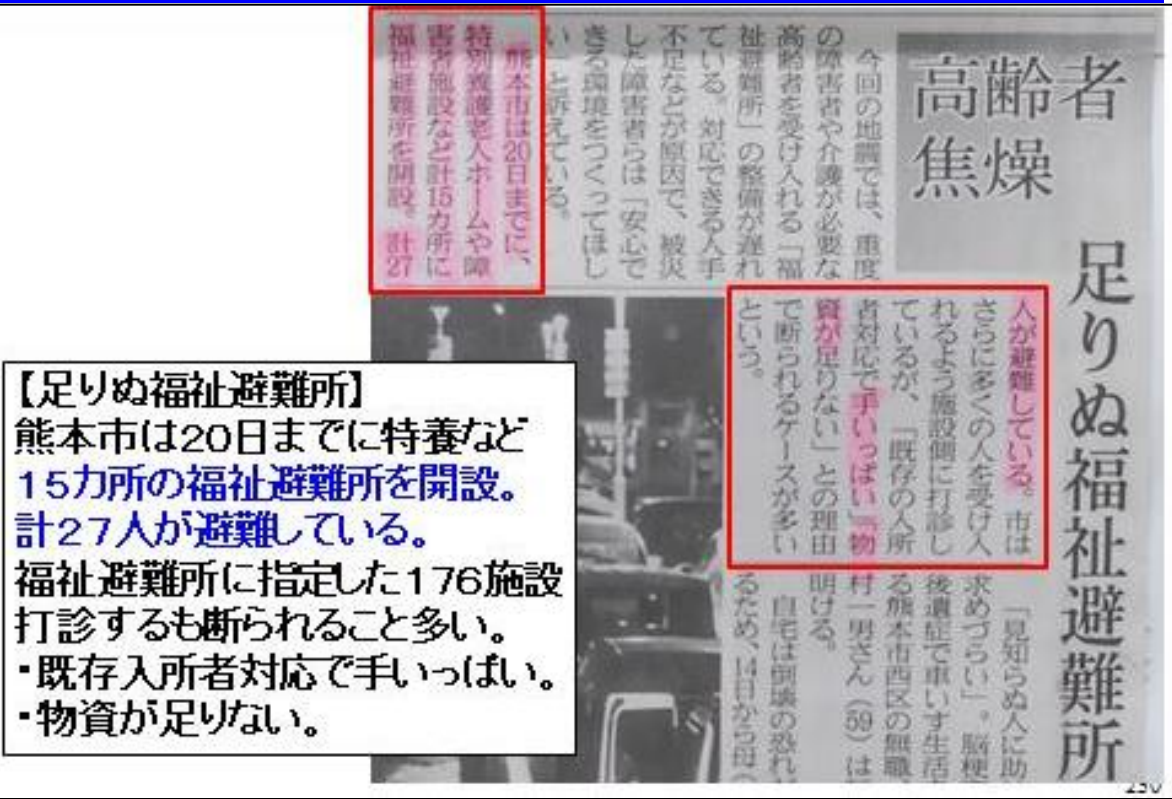 高齢者
焦燥
足りぬ福祉避難所
今回の地震では、重度
の障害者や介護が必要な
高齢者を受け入れる「福
祉避難所」の整備が遅れ
ている。対応できる人手
不足などが原因で、被災
した障害者らは「安心で
きる環境をつくってほし
い」と訴えている。
熊本市は20日までに、
特別養護老人ホームや障
害者施設など計15カ所に
福祉避難所を開設。計27
人が避難している。市は
さらに多くの人を受け入
れるよう施設側に打診し
ているが、「既存の入所
者対応で手いっぱい」「物
資が足りない」との理由
で断られるケースが多い
という。
「見知らぬ人に助
求めづらい」。脳梗
後遺症で車いす生活
る熊本市西区の無職、
村一男さん(59)は
明ける。
自宅は倒壊の恐れ
るため、14日から母
【足りぬ福祉避難所】
熊本市は20日までに特養など
15カ所の福祉避難所を開設。
計27人が避難している。
福祉避難所に指定した176施設
打診するも断られること多い。
・既存入所者対応で手いっぱい。
・物資が足りない。